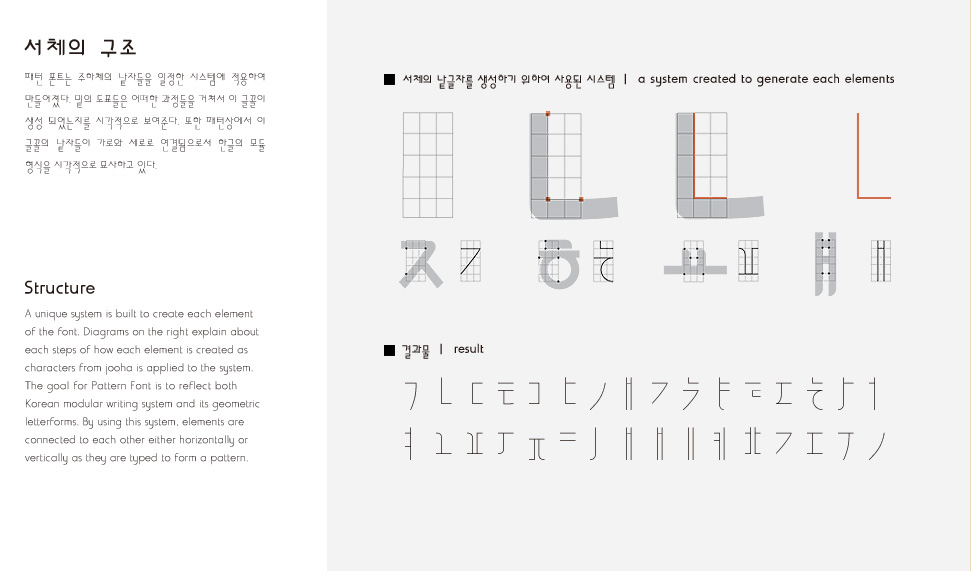 서체의 구조
패턴 폰트는 주하체의 낱자들을 일정한 시스템에 적용하여
만들어졌다. 밑의 도표들은 어떠한 과정들을 거쳐서 이 글꼴이
생성 되었는지를 시각적으로 보여준다. 또한 패턴상에서 이
글꼴의 낱자들이 가로와 세로로 연결됨으로서 한글의 모듈
형식을 시각적으로 묘사하고 있다.
Structure
A unique system is built to create each element
of the font. Diagrams on the right explain about
each steps of how each element is created as
characters from jooha is applied to the system.
The goal for Pattern Font is to reflect both
Korean modular writing system and its geometric
letterforms. By using this system, elements are
connected to each other either horizontally or
vertically as they are typed to form a pattern.
서체의 낱글자를 생성하기 위하여 사용된 시스템 | a system created to generate each elements
결과물 | result